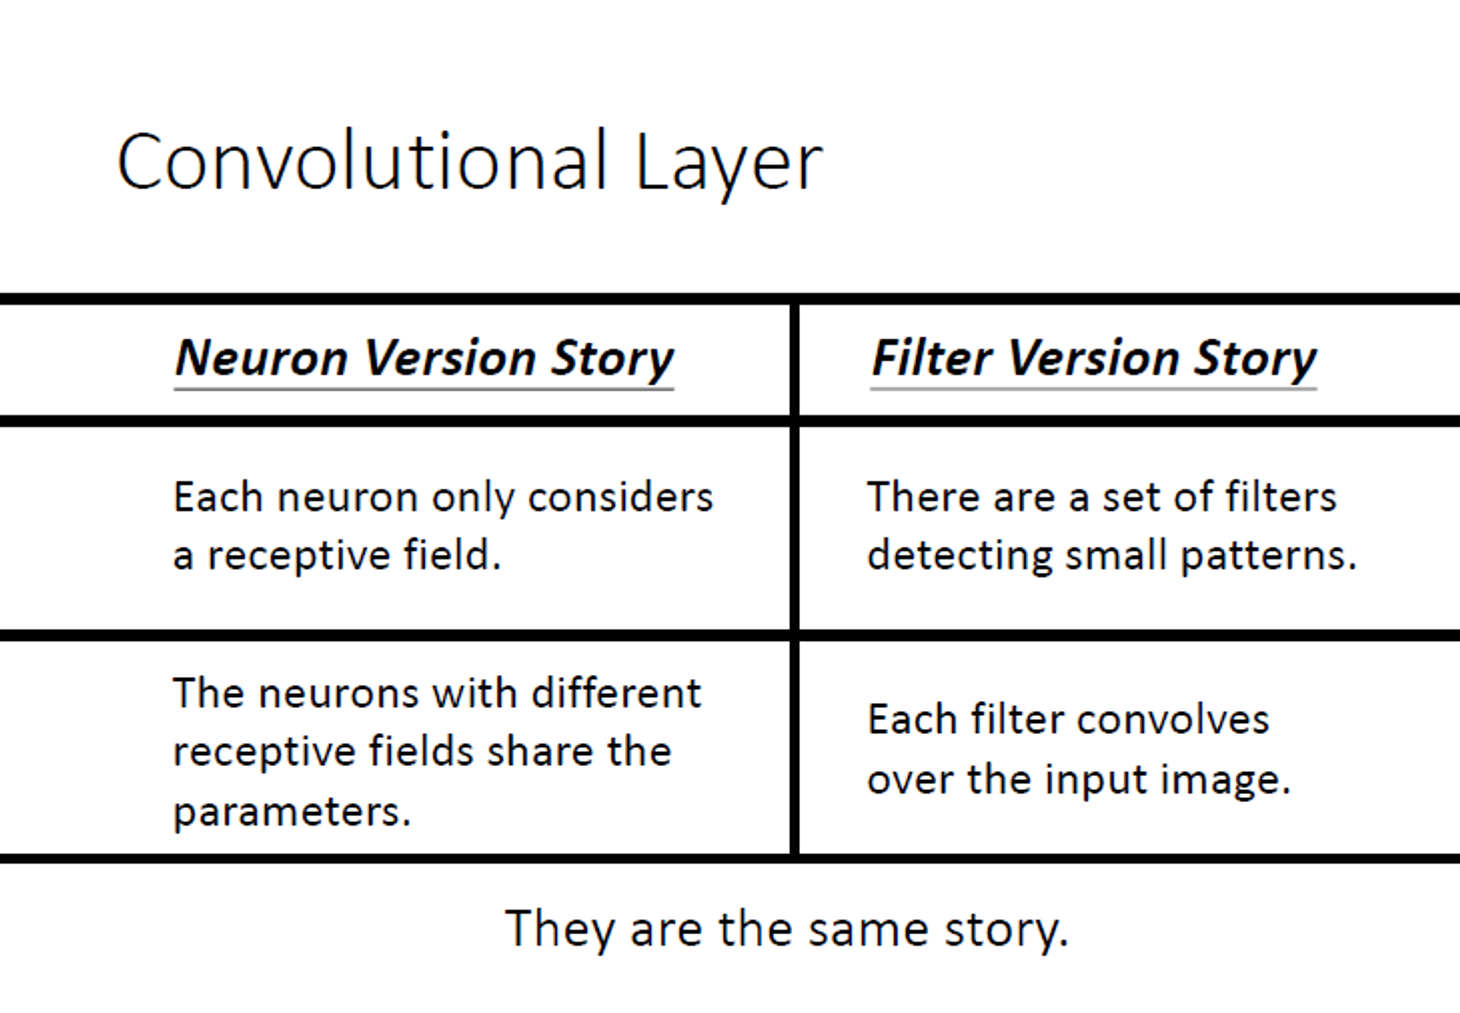 Convolutional Layer
Neuron Version Story
Filter Version Story
Each neuron only considers
a receptive field.
There are a set of filters
detecting small patterns.
The neurons with different
receptive fields share the
parameters.
Each filter convolves
over the input image.
They are the same story.